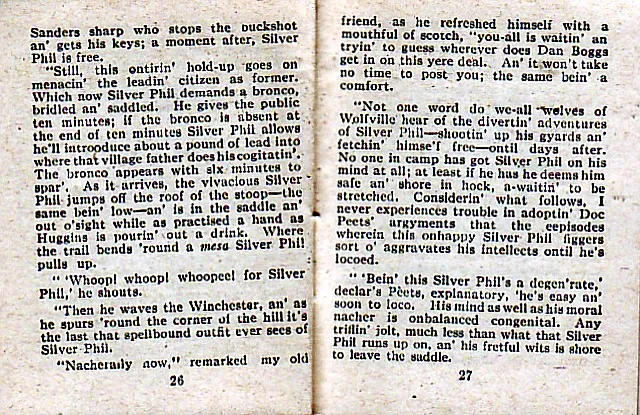 Sanders sharp who stops the buckshot
an' gets his keys; a moment after, Silver
Phil is free.
"Still, this entirin' hold-up goes on
menacin' the leadin' citizen as former.
Which now Silver Phil demands a bronco,
bridled an' saddled. He gives the public
ten minutes; if the bronco is absent at
the end of ten minutes Silver Phil allows
he'll introduce about a pound of lead into
where that village father does his cogitatin'.
The bronco appears with six minutes to
spar'. As it arrives, the vivacious Silver
Phil jumps off the roof of the stoop—the
same bein' low—an' is in the saddle an'
out o'sight while as practised a hand as
Huggins is pourin' out a drink. Where
the trail bends 'round a mesa Silver Phil
pulls up.
" 'Whoop! whoop! whoopee! for Silver
Phil,' he shouts.
"Then he waves the Winchester, an' as
he spurs 'round the corner of the hill it's
the last that spellbound outfit ever sees of
Silver Phil.
"Nacherally now," remarked my old
26
friend, as he refreshed himself with a
mouthful of scotch, "you-all is waitin' an'
tryin' to guess wherever does Dan Boggs
get in on this yere deal. An' it won't take
no time to post you; the same bein' a
comfort.
"Not one word do we-all wolves of
Wolfville hear of the divertin' adventures
of Silver Phil—shootin' up his gyards an'
fetchin' himse'f free—until days after.
No one in camp has got Silver Phil on his
mind at all; at least if he has he deems him
safe an' shore in hock, a-waitin' to be
stretched. Considerin' what follows, I
never experiences trouble in adoptin' Doc
Peets' arguments that the eepisodes
wherein this onhappy Silver Phil figgers
sort o' aggravates his intellects until he's
locoed.
" 'Bein' this Silver Phil's a degen'rate,'
declar's Peets, explanatory, 'he's easy an'
soon to loco. His mind as well as his moral
nacher is onbalanced congenital. Any
triflin' jolt, much less than what that Silver
Phil runs up on, an' his fretful wits is shore
to leave the saddle.
27